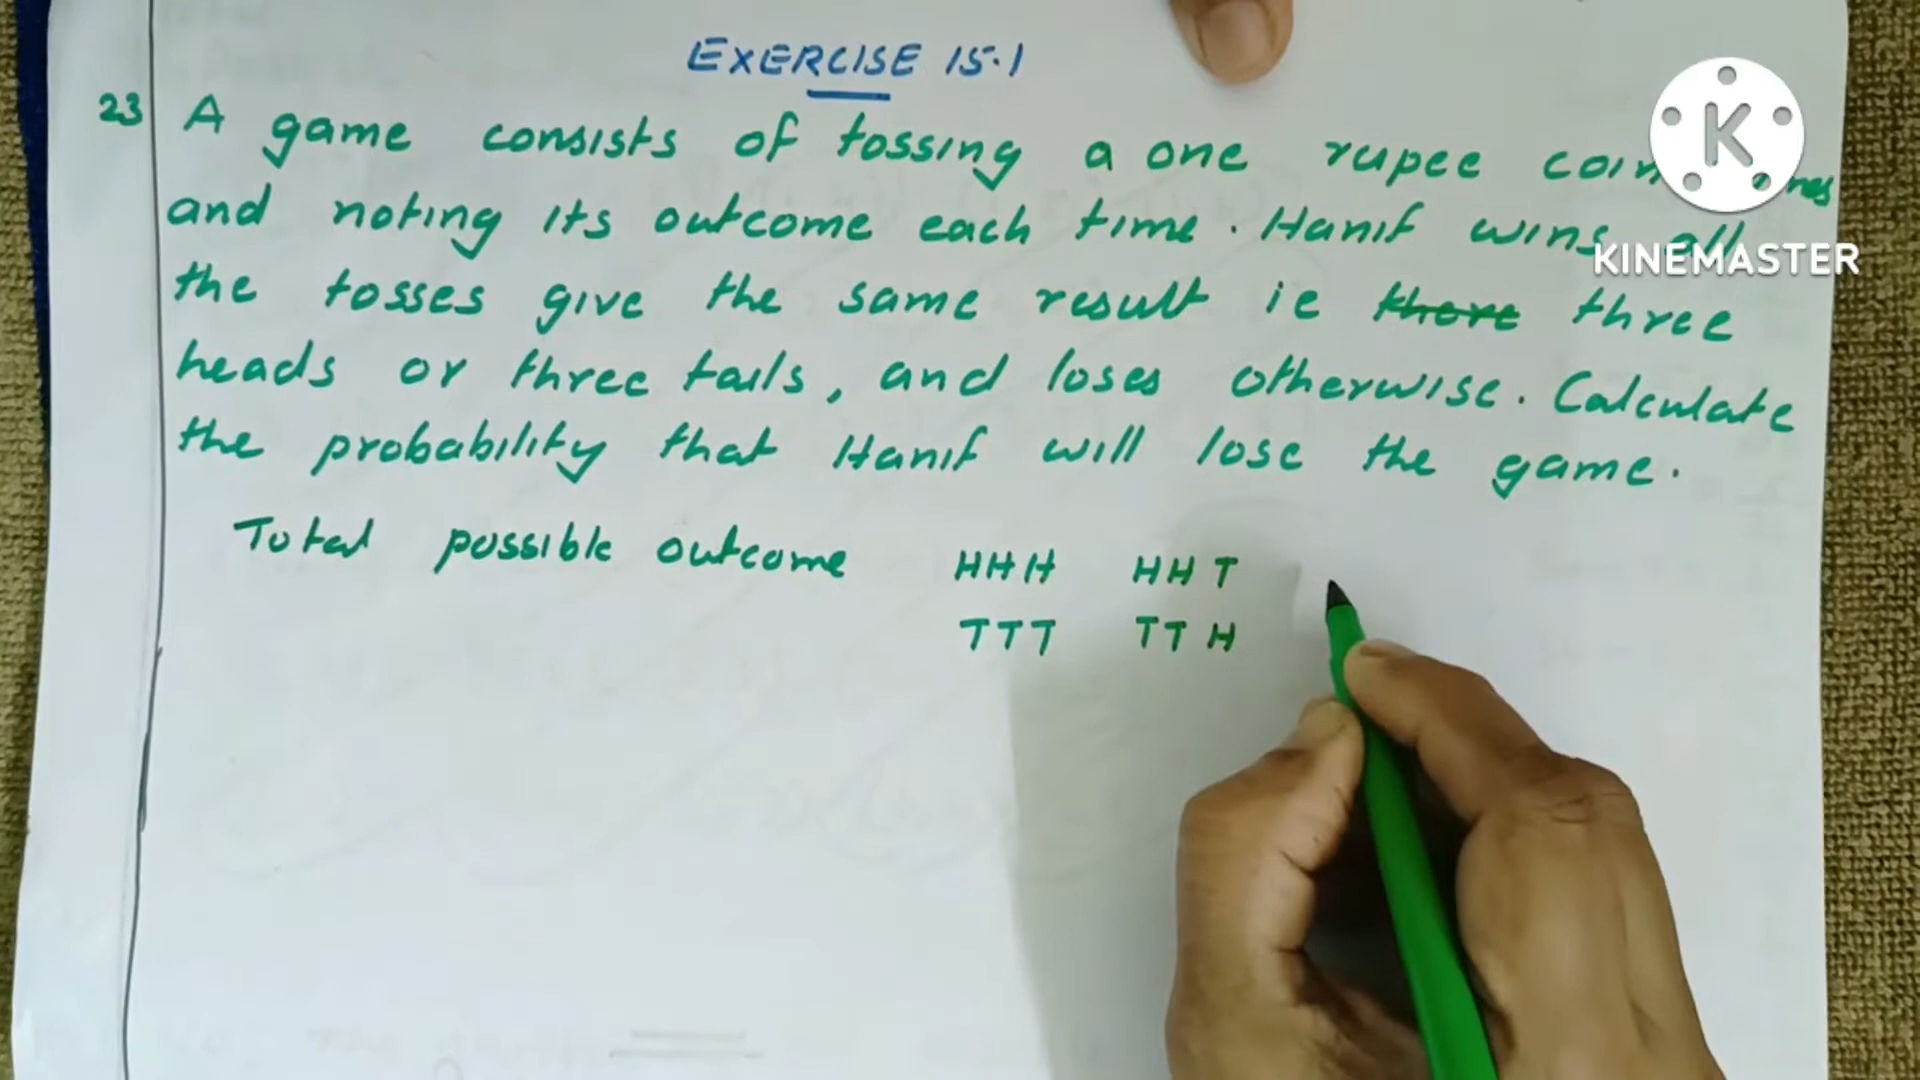 EXERCISE 15.1
23 A game consists of tossing a one rupee coin
and noting its outcome each time. Hanif wins all
the tosses give the same result ie three
heads or three tails, and loses otherwise. Calculate
the probability that Hanif will lose the game.
Total possible outcome HHH HHT
TTT TTH
K
KINEMASTER